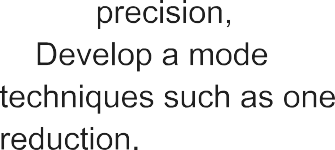 precision,
Develop a mode
techniques such as one
reduction.